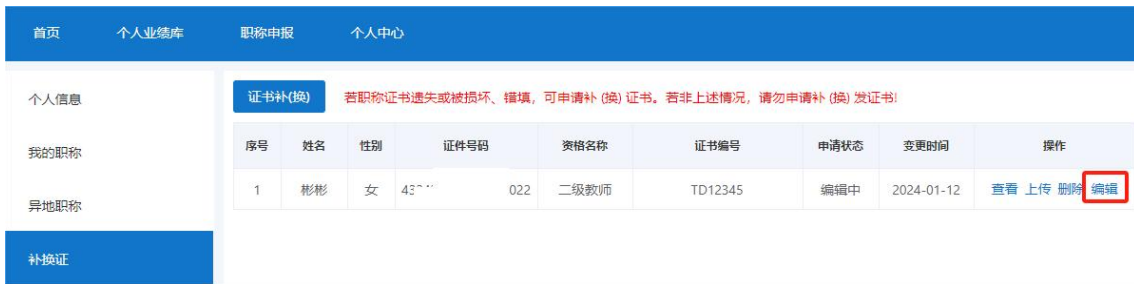 首页 个人业绩库 职称申报 个人中心
个人信息
我的职称
异地职称
补换证
证书补(换) 若职称证书遗失或被损坏、错填，可申请补 (换) 证书。若非上述情况，请勿申请补 (换) 发证书!
序号 姓名 性别 证件号码 资格名称 证书编号 申请状态 变更时间 操作
1 彬彬 女 022 二级教师 TD12345 编辑中 2024-01-12 查看 上传 删除 编辑